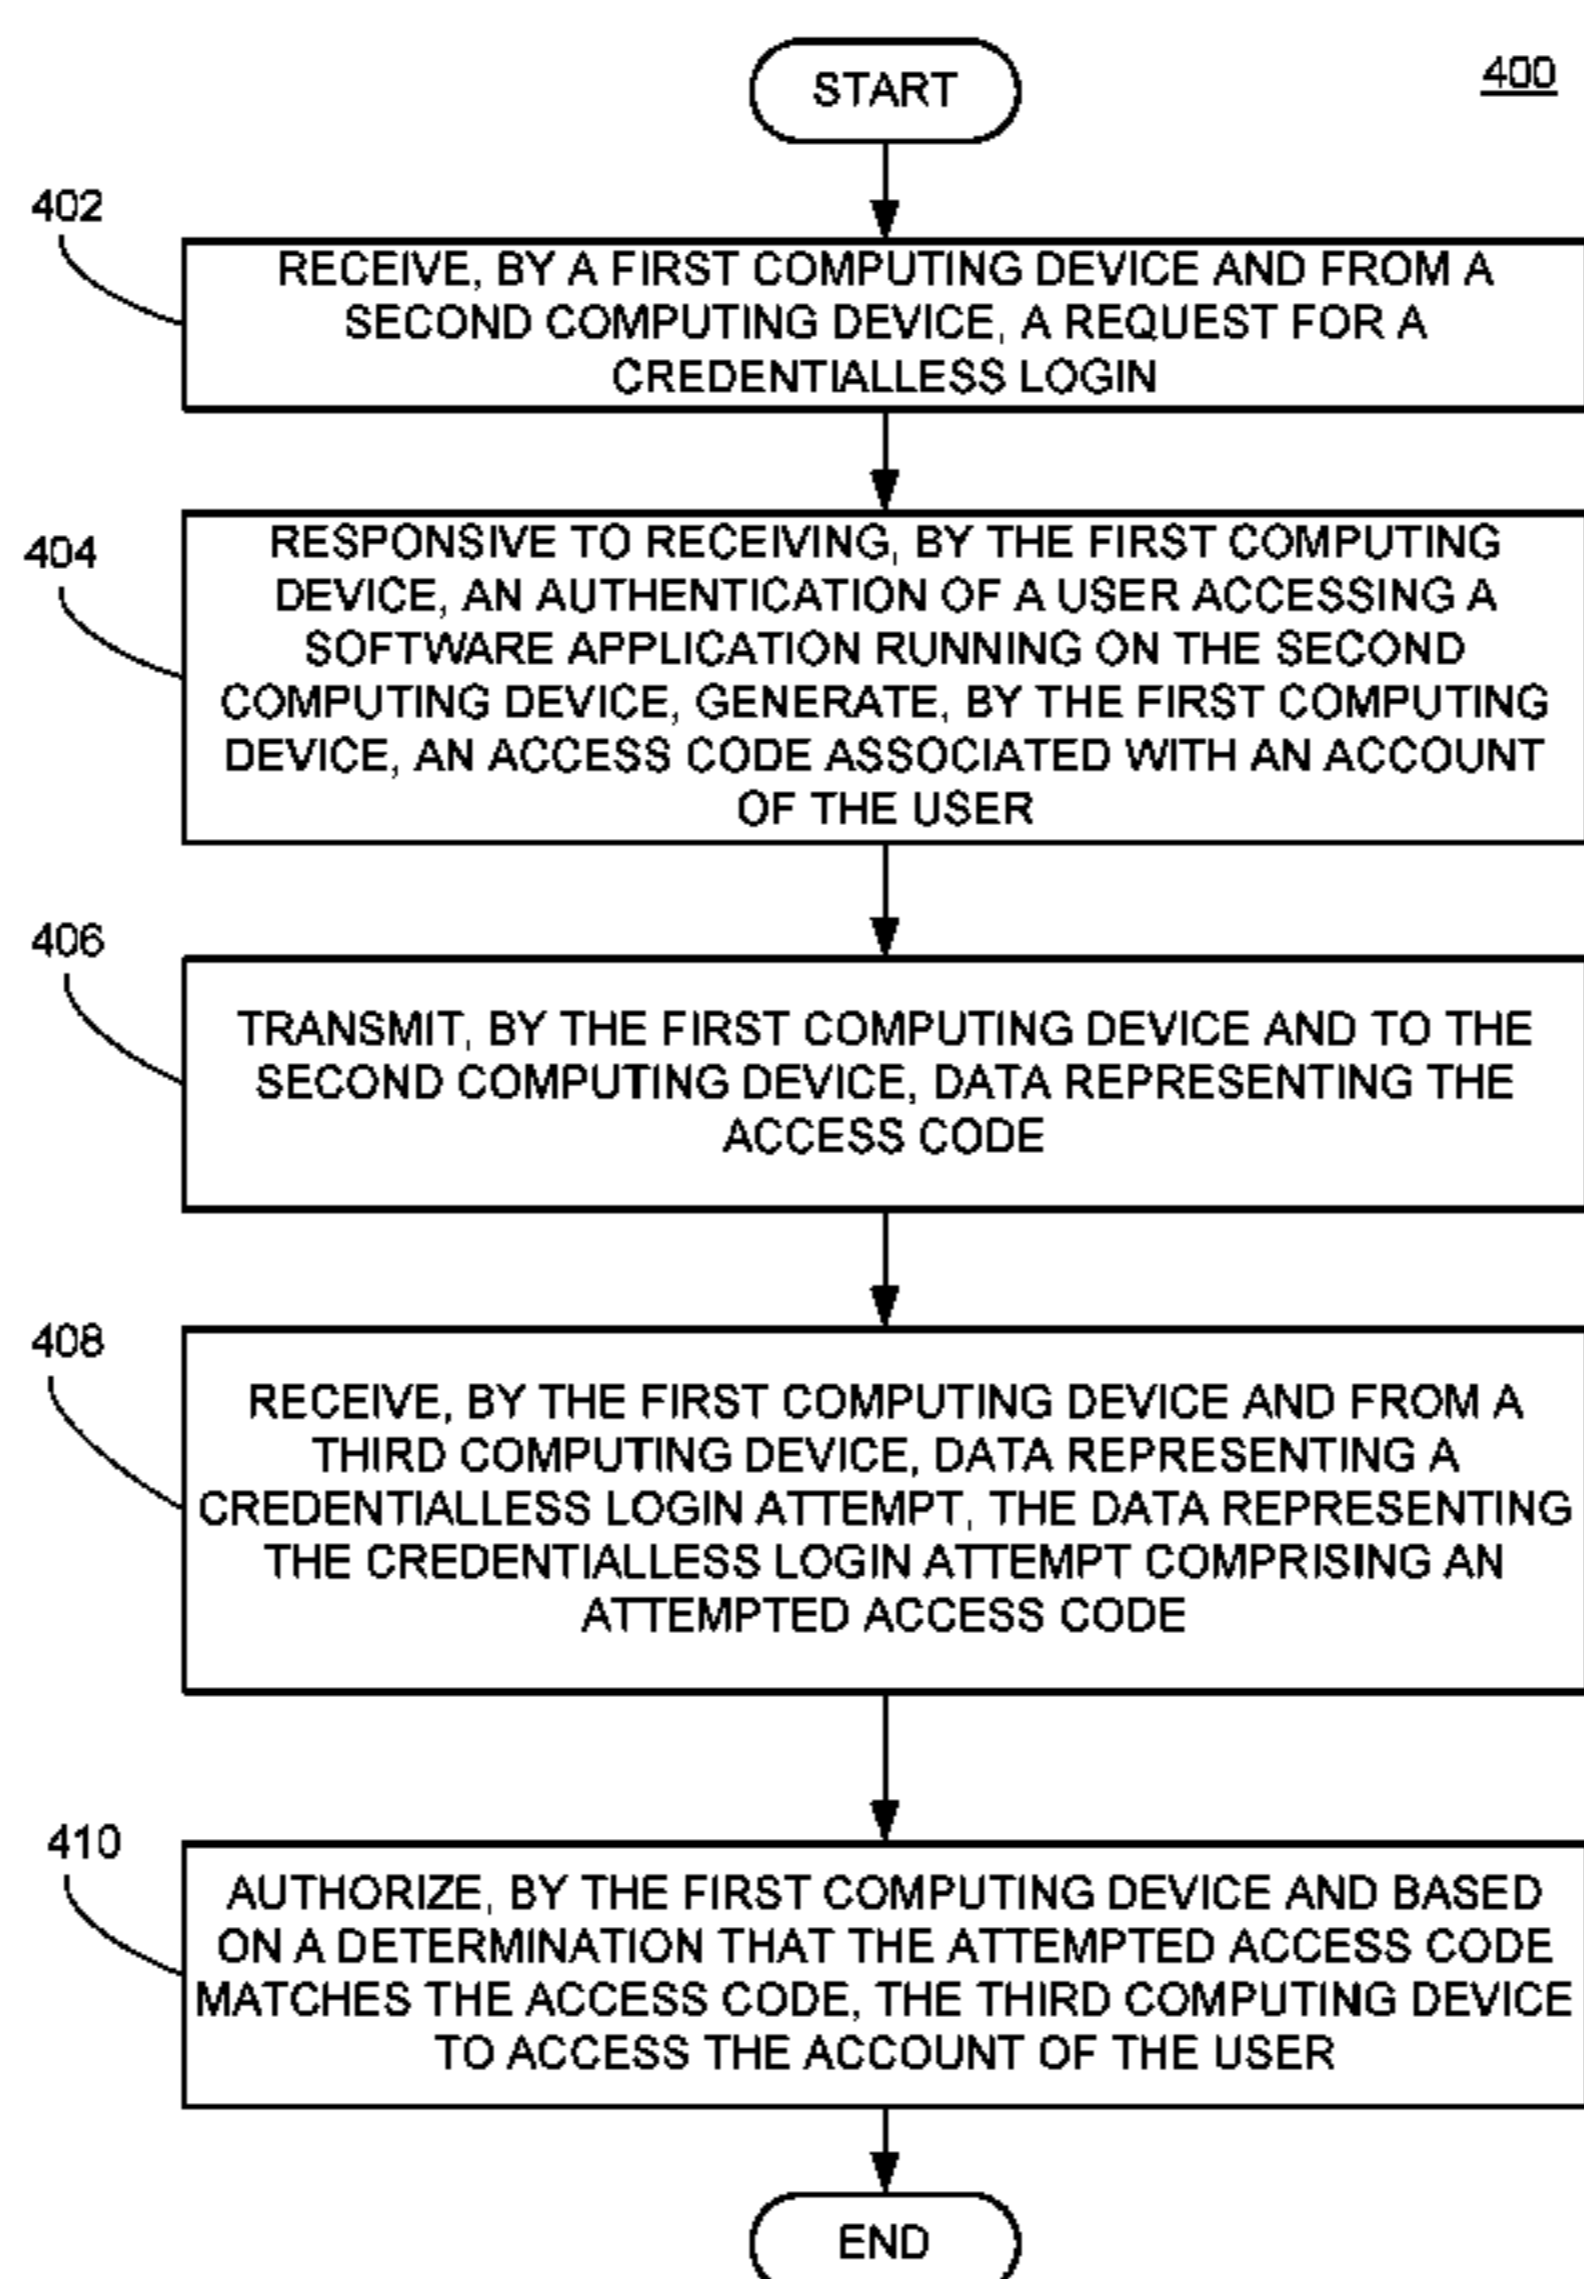 START
400
402
RECEIVE, BY A FIRST COMPUTING DEVICE AND FROM A
SECOND COMPUTING DEVICE, A REQUEST FOR A
CREDENTIALLESS LOGIN
404
RESPONSIVE TO RECEIVING, BY THE FIRST COMPUTING
DEVICE, AN AUTHENTICATION OF A USER ACCESSING A
SOFTWARE APPLICATION RUNNING ON THE SECOND
COMPUTING DEVICE, GENERATE, BY THE FIRST COMPUTING
DEVICE, AN ACCESS CODE ASSOCIATED WITH AN ACCOUNT
OF THE USER
406
TRANSMIT, BY THE FIRST COMPUTING DEVICE AND TO THE
SECOND COMPUTING DEVICE, DATA REPRESENTING THE
ACCESS CODE
408
RECEIVE, BY THE FIRST COMPUTING DEVICE AND FROM A
THIRD COMPUTING DEVICE, DATA REPRESENTING A
CREDENTIALLESS LOGIN ATTEMPT, THE DATA REPRESENTING
THE CREDENTIALLESS LOGIN ATTEMPT COMPRISING AN
ATTEMPTED ACCESS CODE
410
AUTHORIZE, BY THE FIRST COMPUTING DEVICE AND BASED
ON A DETERMINATION THAT THE ATTEMPTED ACCESS CODE
MATCHES THE ACCESS CODE, THE THIRD COMPUTING DEVICE
TO ACCESS THE ACCOUNT OF THE USER
END